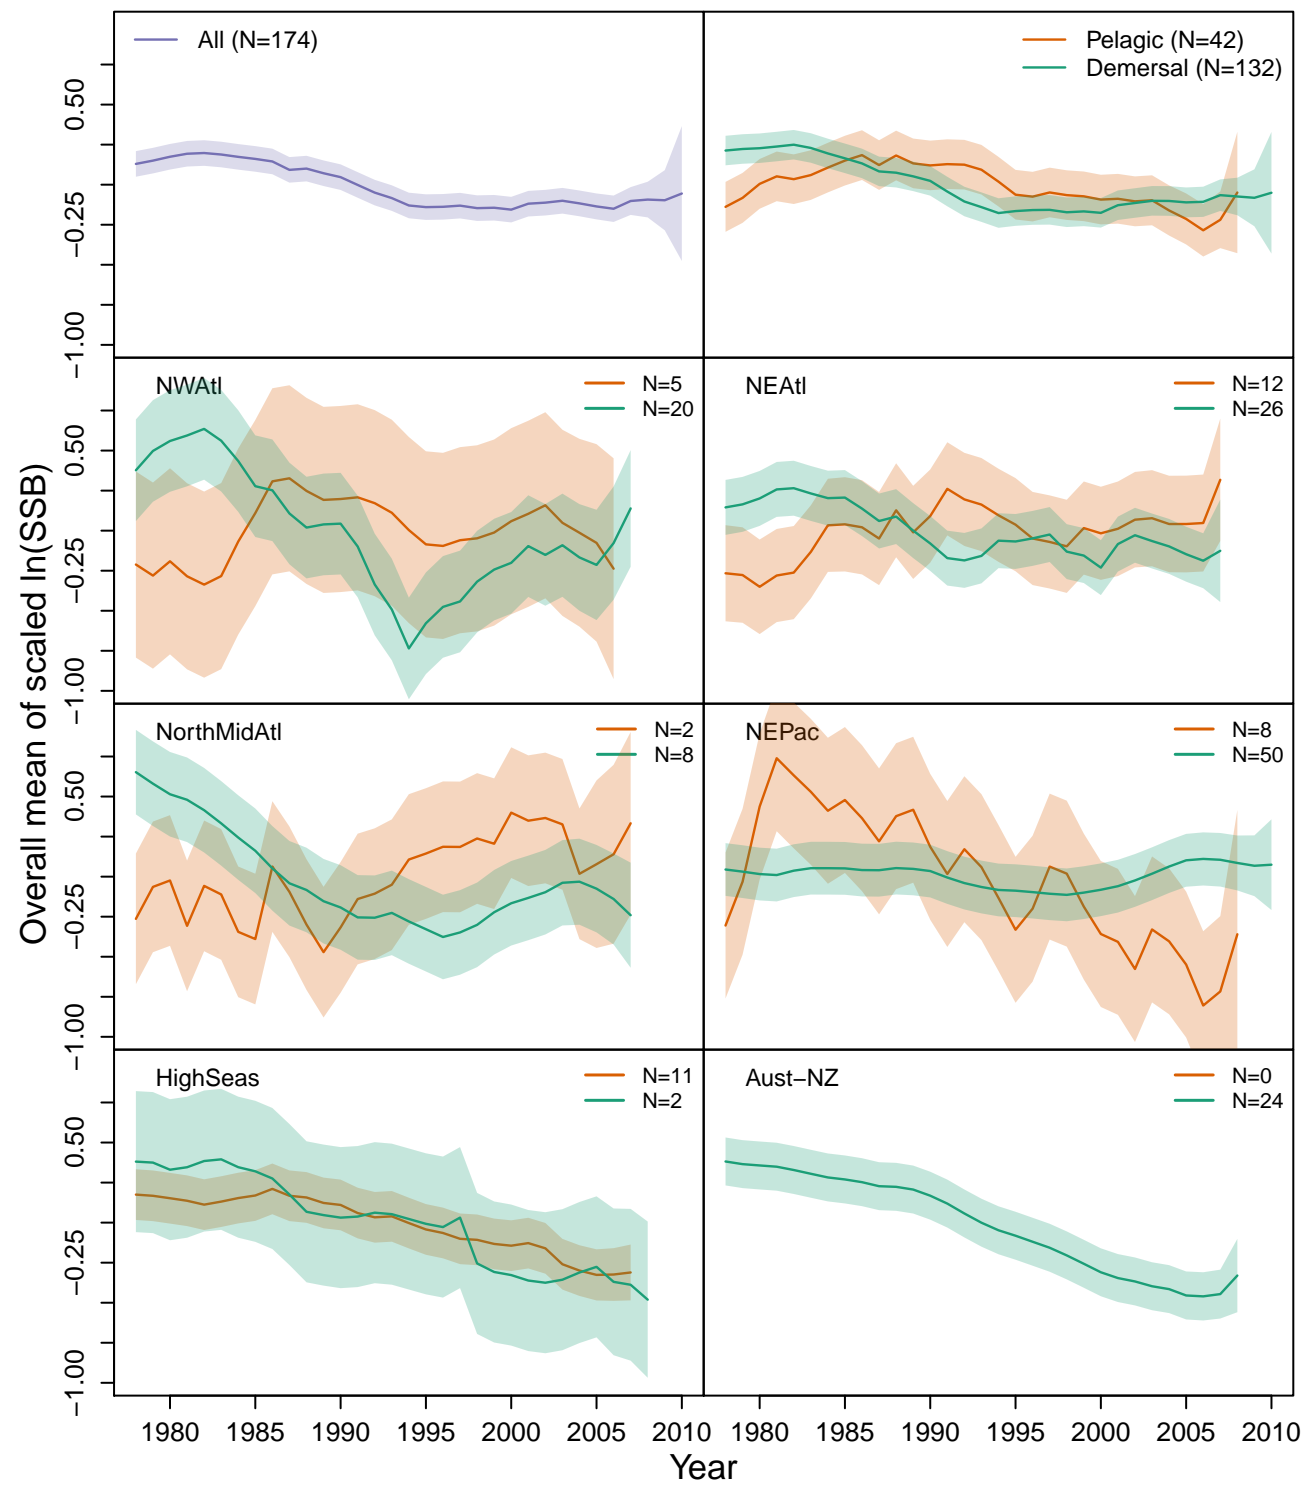 All (N=174)
Pelagic (N=42)
Demersal (N=132)
0.50
−0.25
−1.00
NWAtl
N=5
N=20
NEAtl
N=12
N=26
0.50
−0.25
−1.00
NorthMidAtl
N=2
N=8
NEPac
N=8
N=50
0.50
−0.25
−1.00
HighSeas
N=11
N=2
Aust−NZ
N=0
N=24
0.50
−0.25
−1.00
Overall mean of scaled ln(SSB)
1980 1985 1990 1995 2000 2005 2010 1980 1985 1990 1995 2000 2005 2010
Year